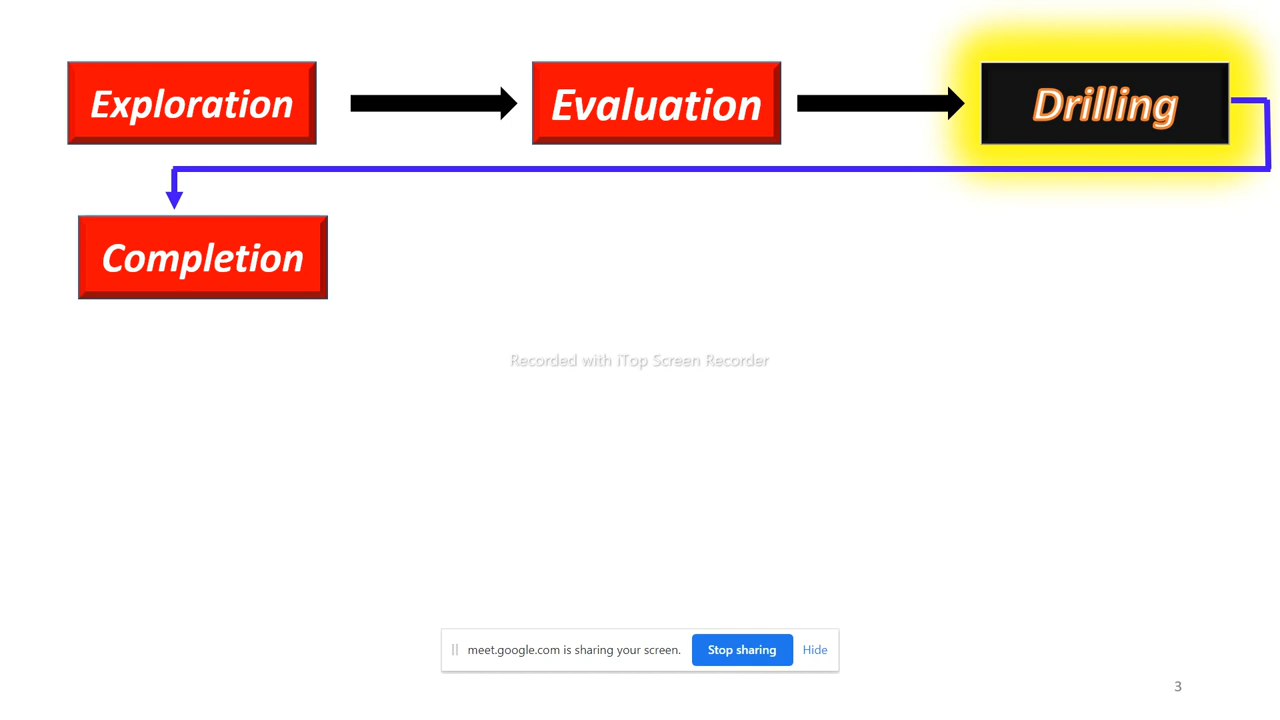 Exploration
Evaluation
Drilling
Completion
Recorded with iTop Screen Recorder
meet.google.com is sharing your screen.
Stop sharing
Hide
3